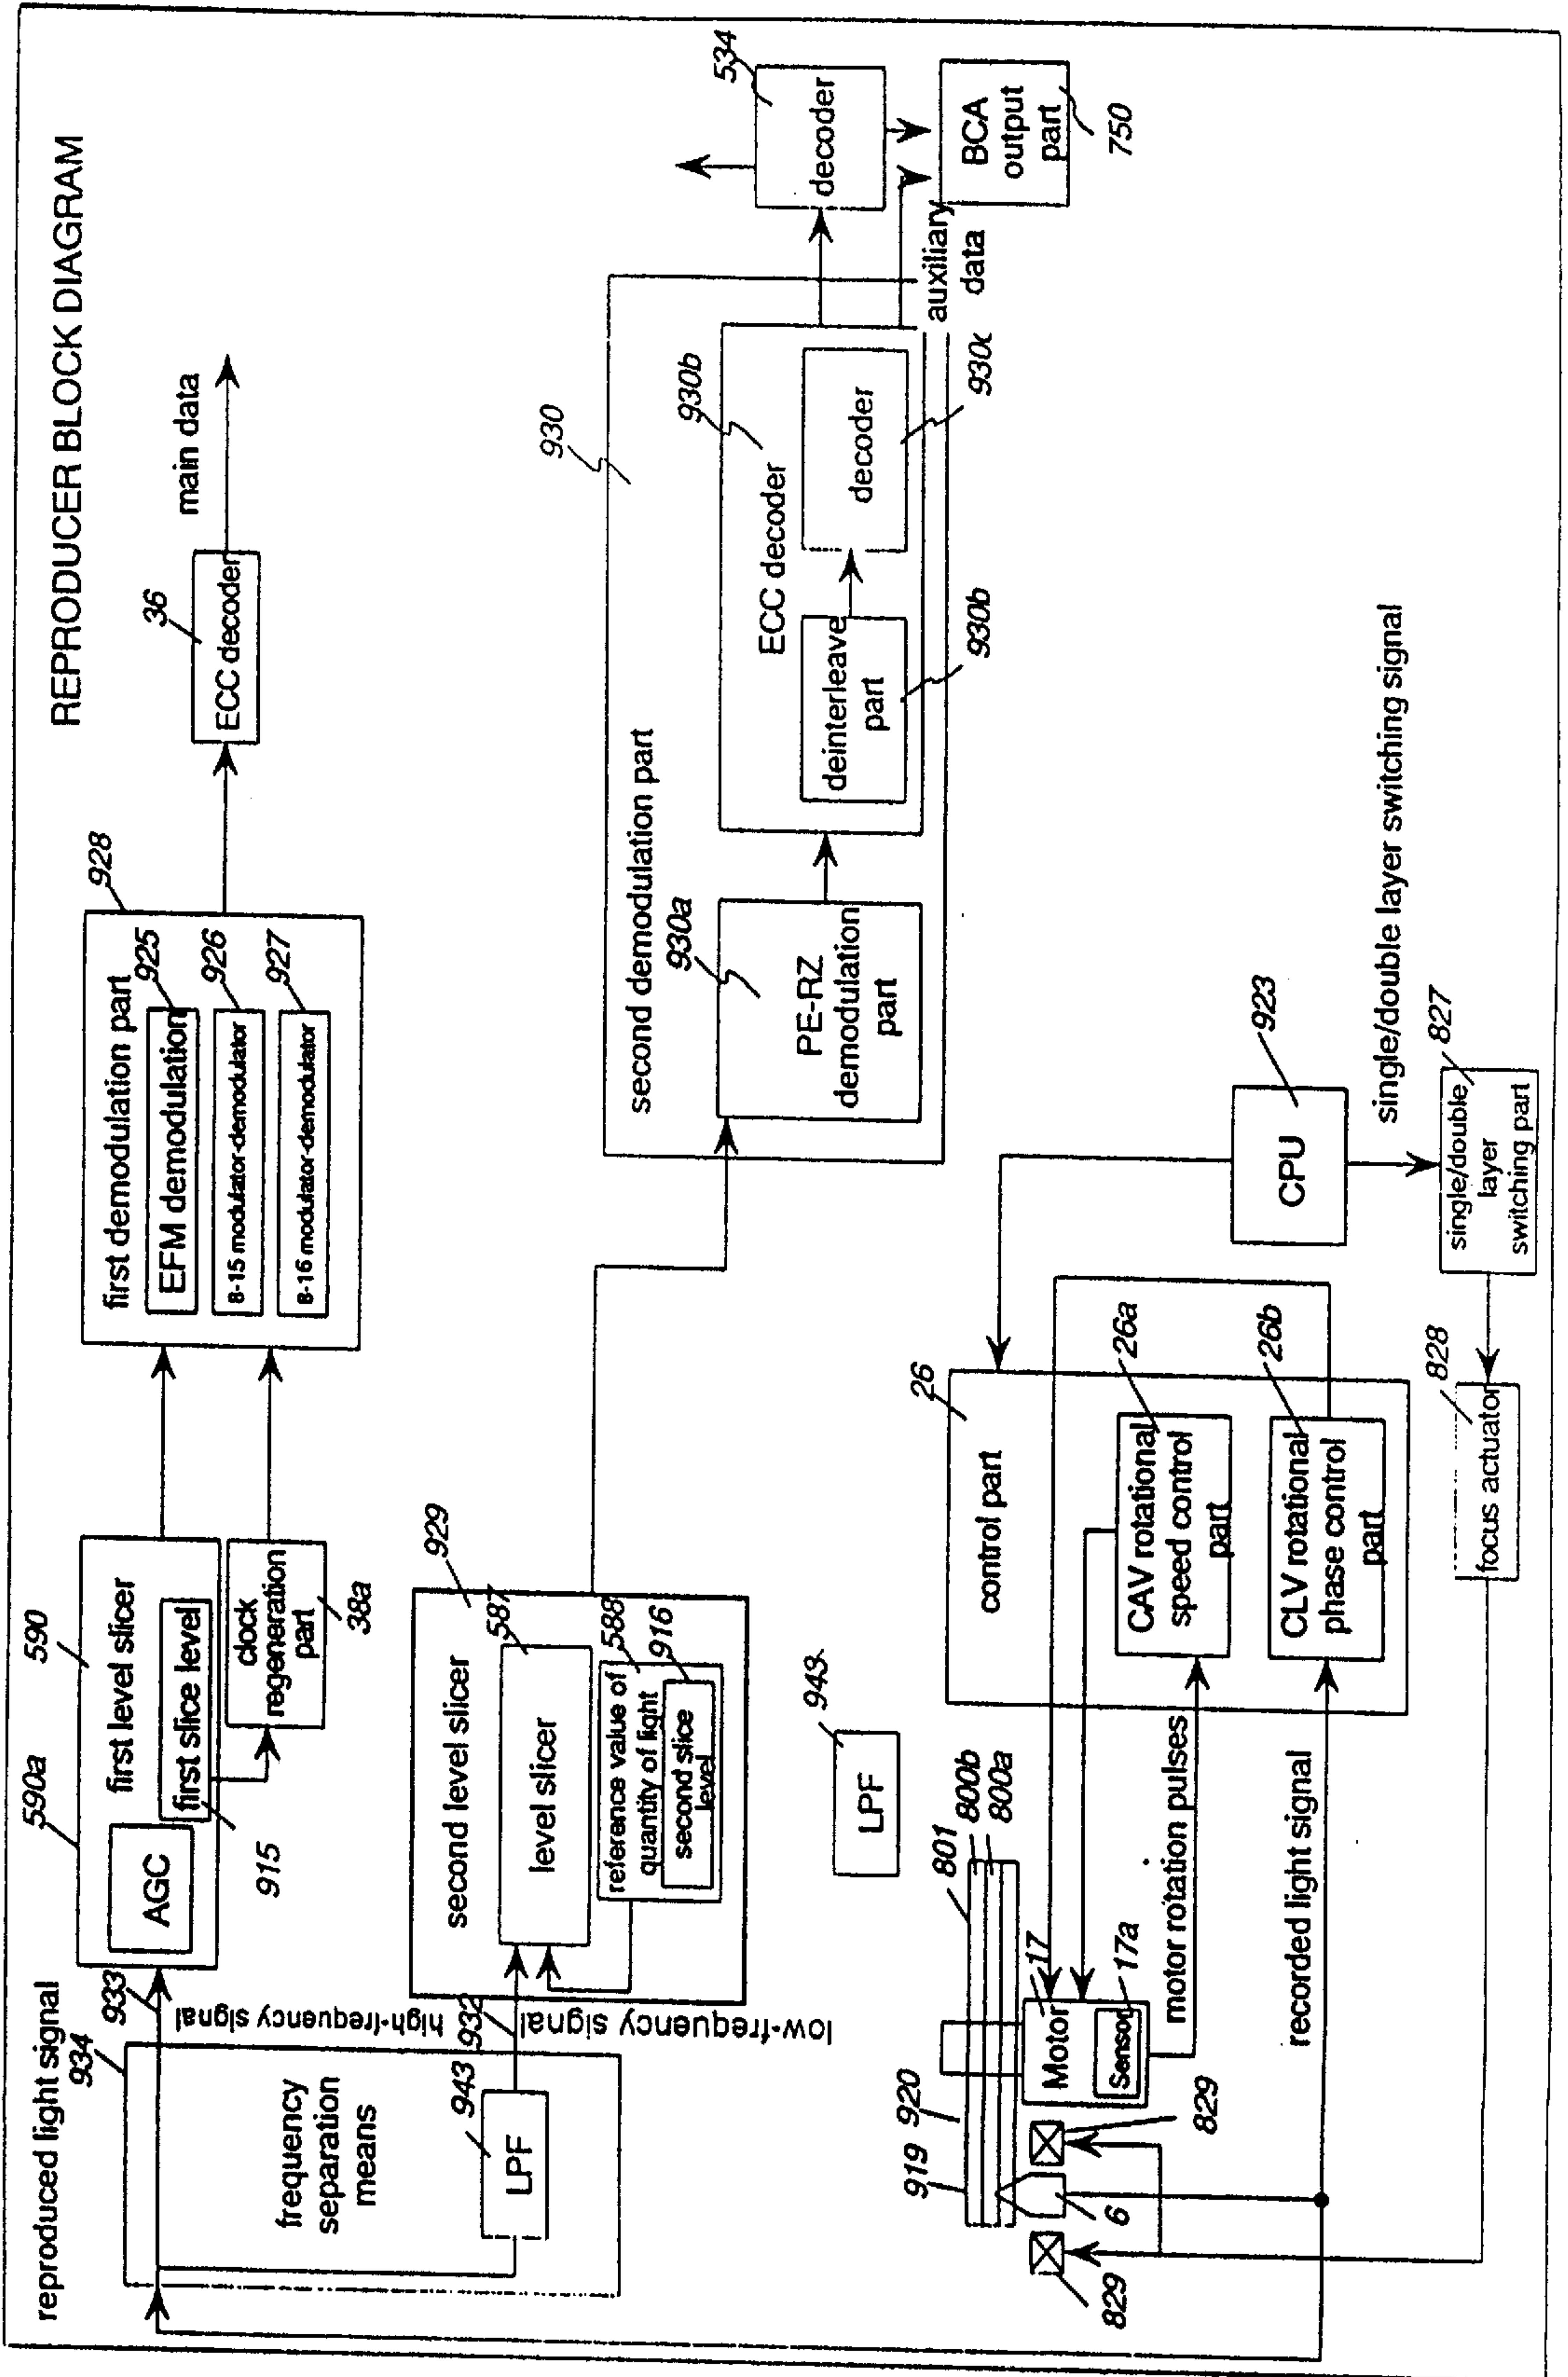 REPRODUCER BLOCK DIAGRAM
reproduced light signal
934
933
frequency
separation
means
943
LPF
high-frequency signal
932
low-frequency signal
590a
590
first level slicer
AGC
first slice level
915
clock
regeneration
part
38a
928
first demodulation part
925
EFM demodulation
926
8-15 modulator-demodulator
927
8-16 modulator-demodulator
36
ECC decoder
main data
929
second level slicer
587
level slicer
588
reference value of
quantity of light
916
second slice
level
930
second demodulation part
930a
PE-RZ
demodulation
part
930b
ECC decoder
deinterleave
part
930b
decoder
930c
auxiliary
data
534
decoder
BCA
output
part
750
943
LPF
919
920
801
800b
800a
Motor
17
Sensor
17a
829
829
6
motor rotation pulses
recorded light signal
26
control part
26a
CAV rotational
speed control
part
26b
CLV rotational
phase control
part
923
CPU
single/double layer switching signal
827
single/double
layer
switching part
828
focus actuator